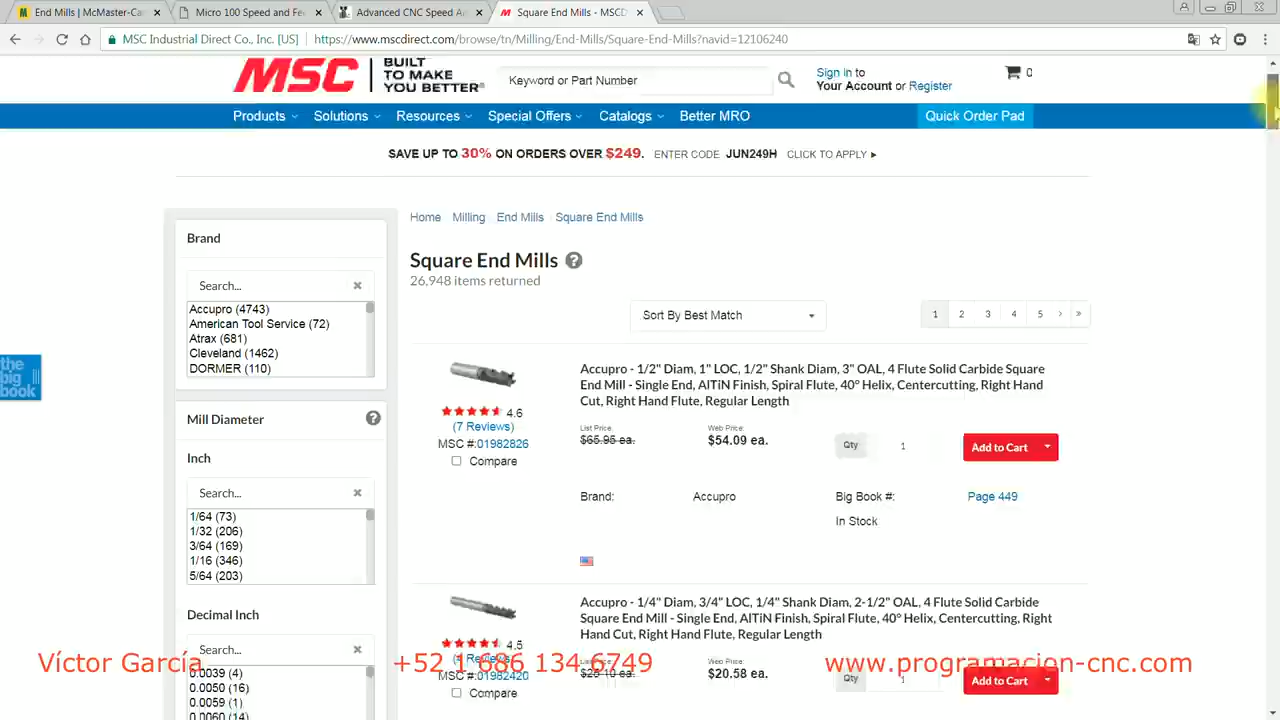 End Mills | McMaster-Ca
Micro 100 Speed and Fe
Advanced CNC Speed A
Square End Mills - MSC
MSC Industrial Direct Co., Inc. [US]
https://www.mscdirect.com/browse/tn/Milling/End-Mills/Square-End-Mills?navid=12106240
MSC
BUILT
TO MAKE
YOU BETTER®
Keyword or Part Number
Sign In to
Your Account or Register
0
Products
Solutions
Resources
Special Offers
Catalogs
Better MRO
Quick Order Pad
SAVE UP TO 30% ON ORDERS OVER $249. ENTER CODE JUN249H CLICK TO APPLY ▸
Home Milling End Mills Square End Mills
Square End Mills ?
26,948 items returned
Sort By Best Match
1 2 3 4 5 › »
the
big
book
Brand
Search...
Accupro (4743)
American Tool Service (72)
Atrax (681)
Cleveland (1462)
DORMER (110)
Mill Diameter ?
Inch
Search...
1/64 (73)
1/32 (206)
3/64 (169)
1/16 (346)
5/64 (203)
Decimal Inch
Search...
0.0039 (4)
0.0050 (16)
0.0059 (1)
0.0060 (14)
Accupro - 1/2" Diam, 1" LOC, 1/2" Shank Diam, 3" OAL, 4 Flute Solid Carbide Square
End Mill - Single End, AlTiN Finish, Spiral Flute, 40° Helix, Centercutting, Right Hand
Cut, Right Hand Flute, Regular Length
4.6
(7 Reviews)
MSC #:01982826
Compare
List Price:
$65.95 ea.
Web Price:
$54.09 ea.
Qty 1
Add to Cart
Brand: Accupro
Big Book #: Page 449
In Stock
Accupro - 1/4" Diam, 3/4" LOC, 1/4" Shank Diam, 2-1/2" OAL, 4 Flute Solid Carbide
Square End Mill - Single End, AlTiN Finish, Spiral Flute, 40° Helix, Centercutting, Right
Hand Cut, Right Hand Flute, Regular Length
4.5
Reviews)
MSC #:01982420
Compare
List Price:
$25.10 ea.
Web Price:
$20.58 ea.
Qty 1
Add to Cart
Víctor García
+52 1 686 134 6749
www.programacion-cnc.com